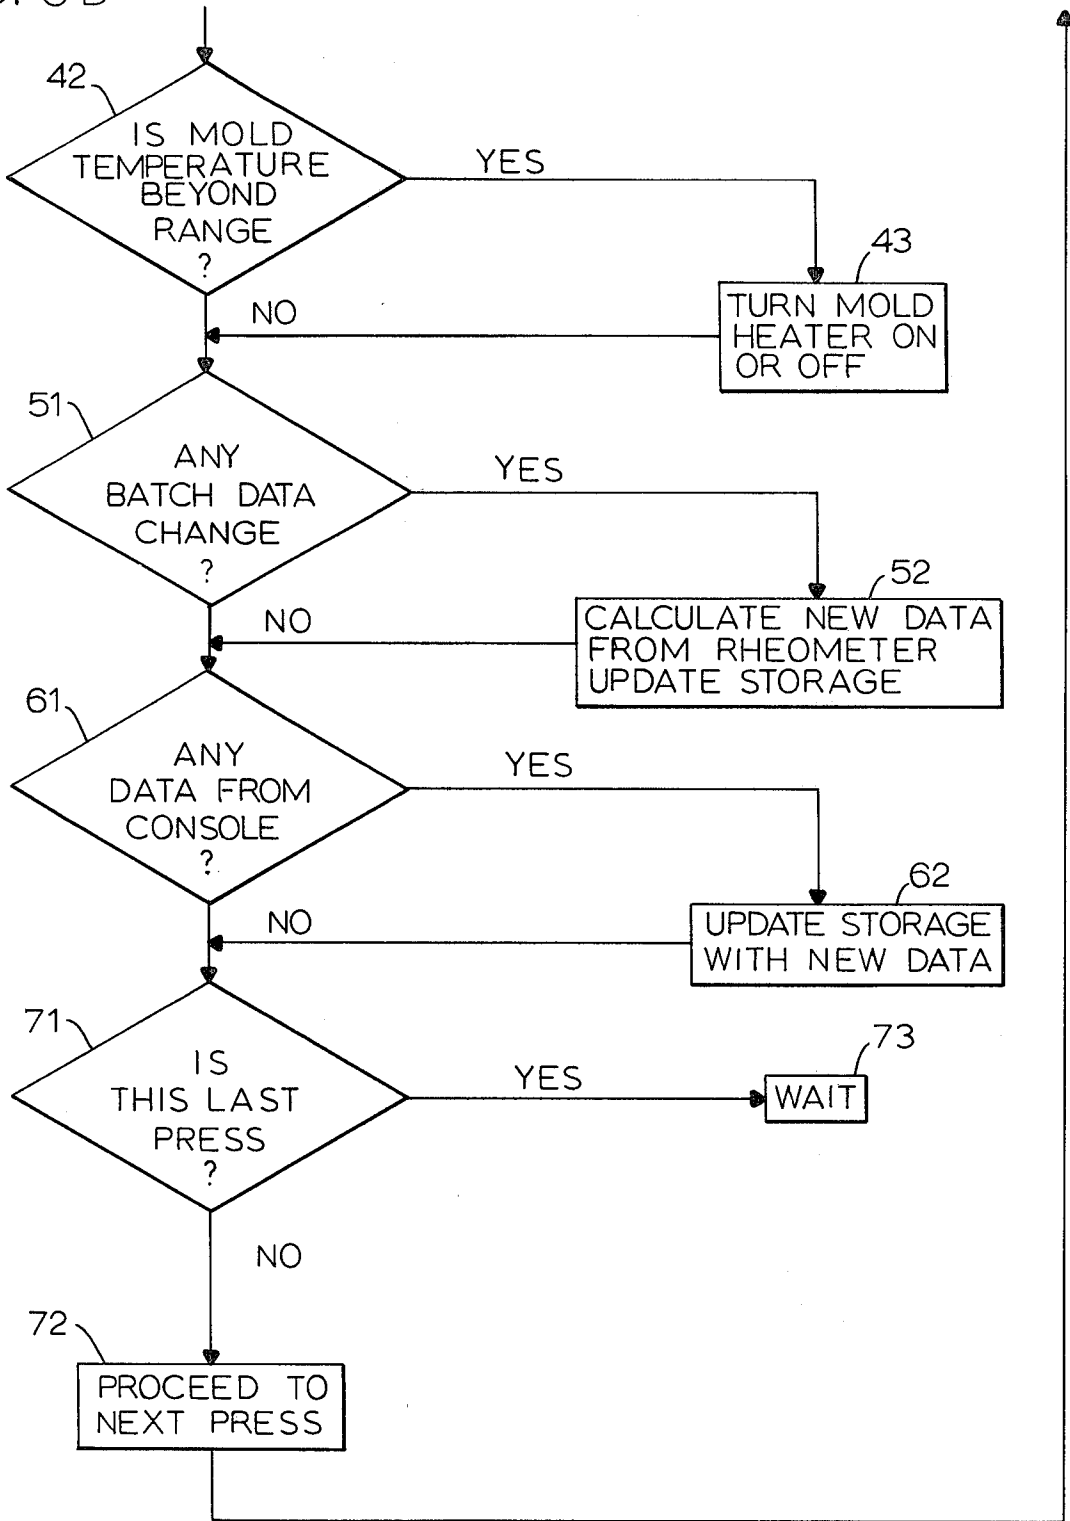 42
IS MOLD
TEMPERATURE
BEYOND
RANGE
?
YES
43
TURN MOLD
HEATER ON
OR OFF
NO
51
ANY
BATCH DATA
CHANGE
?
YES
52
CALCULATE NEW DATA
FROM RHEOMETER
UPDATE STORAGE
NO
61
ANY
DATA FROM
CONSOLE
?
YES
62
UPDATE STORAGE
WITH NEW DATA
NO
71
IS
THIS LAST
PRESS
?
YES
73
WAIT
NO
72
PROCEED TO
NEXT PRESS